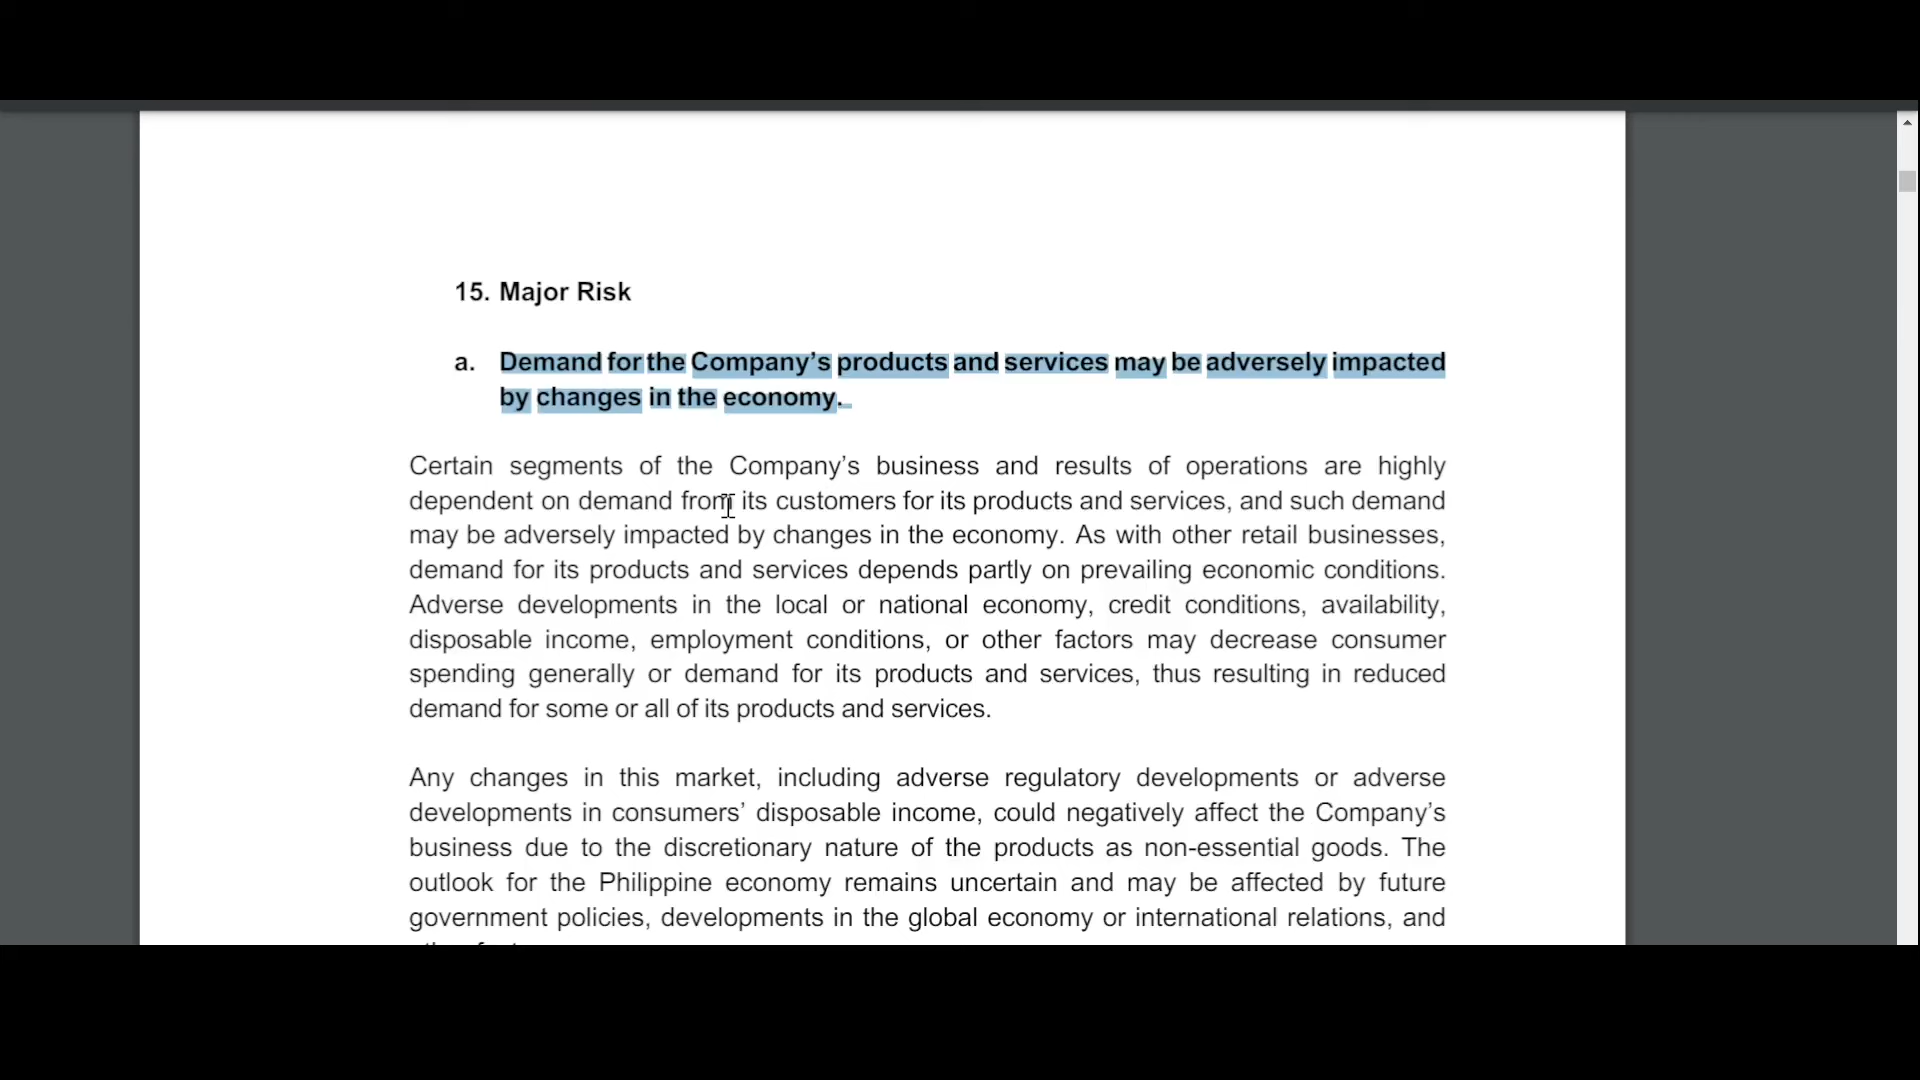 15. Major Risk
a. Demand for the Company’s products and services may be adversely impacted
by changes in the economy.
Certain segments of the Company’s business and results of operations are highly
dependent on demand from its customers for its products and services, and such demand
may be adversely impacted by changes in the economy. As with other retail businesses,
demand for its products and services depends partly on prevailing economic conditions.
Adverse developments in the local or national economy, credit conditions, availability,
disposable income, employment conditions, or other factors may decrease consumer
spending generally or demand for its products and services, thus resulting in reduced
demand for some or all of its products and services.
Any changes in this market, including adverse regulatory developments or adverse
developments in consumers’ disposable income, could negatively affect the Company’s
business due to the discretionary nature of the products as non-essential goods. The
outlook for the Philippine economy remains uncertain and may be affected by future
government policies, developments in the global economy or international relations, and